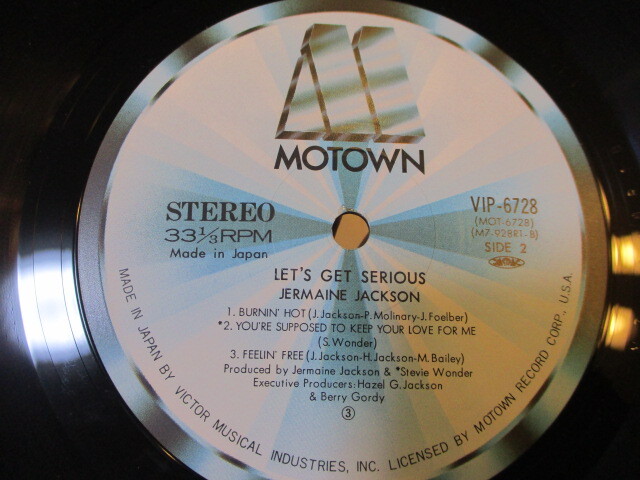 MOTOWN
STEREO
33⅓RPM
Made in Japan
VIP-6728
(MOT-6728)
(M7-928R1-B)
SIDE 2
LET'S GET SERIOUS
JERMAINE JACKSON
1. BURNIN' HOT (J.Jackson-P.Molinary-J.Foelber)
*2. YOU'RE SUPPOSED TO KEEP YOUR LOVE FOR ME
(S.Wonder)
3. FEELIN' FREE (J.Jackson-H.Jackson-M.Bailey)
Produced by Jermaine Jackson & *Stevie Wonder
Executive Producers: Hazel G. Jackson
& Berry Gordy
③
MADE IN JAPAN BY VICTOR MUSICAL INDUSTRIES, INC. LICENSED BY MOTOWN RECORD CORP., U.S.A.